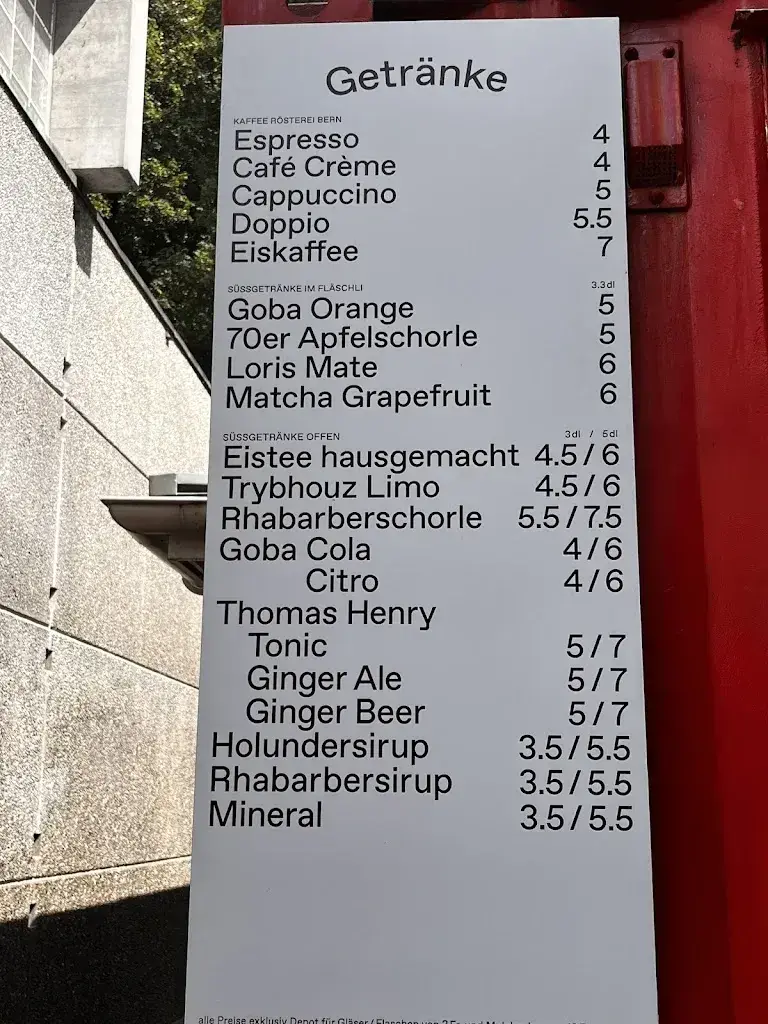 Getränke
KAFFEE RÖSTEREI BERN
Espresso 4
Café Crème 4
Cappuccino 5
Doppio 5.5
Eiskaffee 7
SÜSSGETRÄNKE IM FLÄSCHLI 3.3dl
Goba Orange 5
70er Apfelschorle 5
Loris Mate 6
Matcha Grapefruit 6
SÜSSGETRÄNKE OFFEN 3dl / 5dl
Eistee hausgemacht 4.5/6
Trybhouz Limo 4.5/6
Rhabarberschorle 5.5/7.5
Goba Cola 4/6
Citro 4/6
Thomas Henry
Tonic 5/7
Ginger Ale 5/7
Ginger Beer 5/7
Holundersirup 3.5/5.5
Rhabarbersirup 3.5/5.5
Mineral 3.5/5.5
alle Preise exklusiv Depot für Gläser/Flaschen von 2